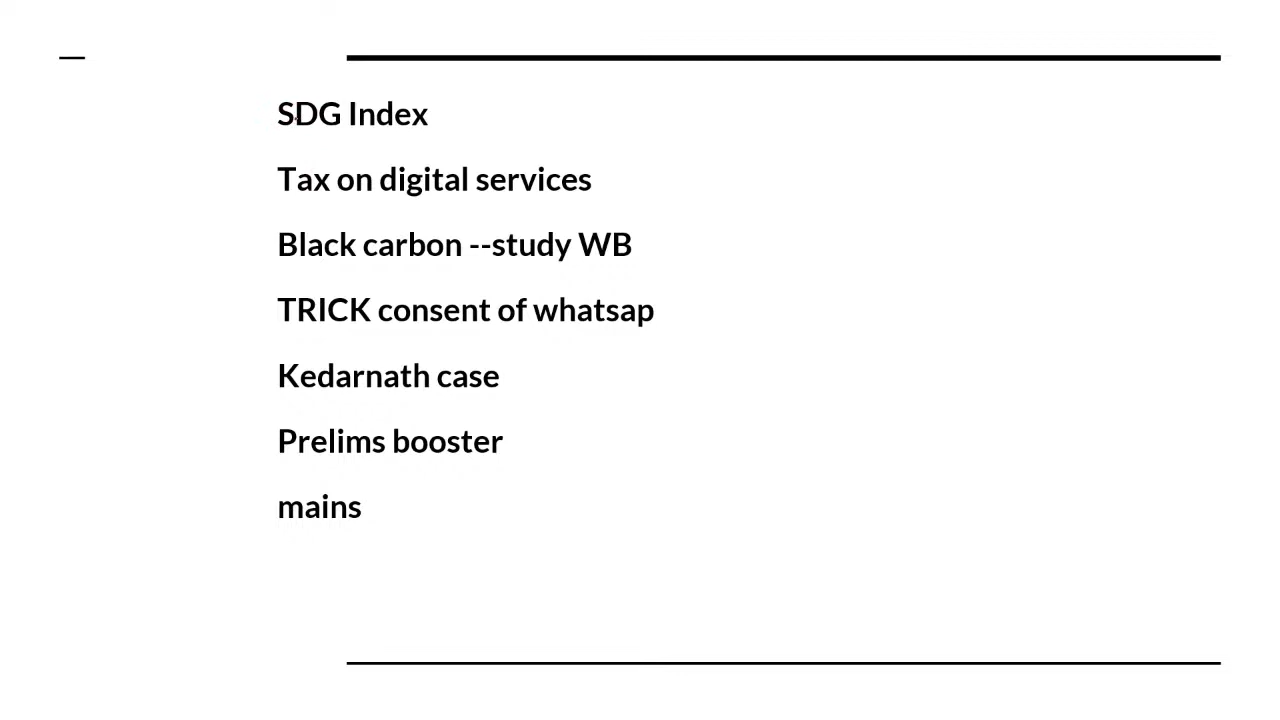 SDG Index
Tax on digital services
Black carbon --study WB
TRICK consent of whatsap
Kedarnath case
Prelims booster
mains